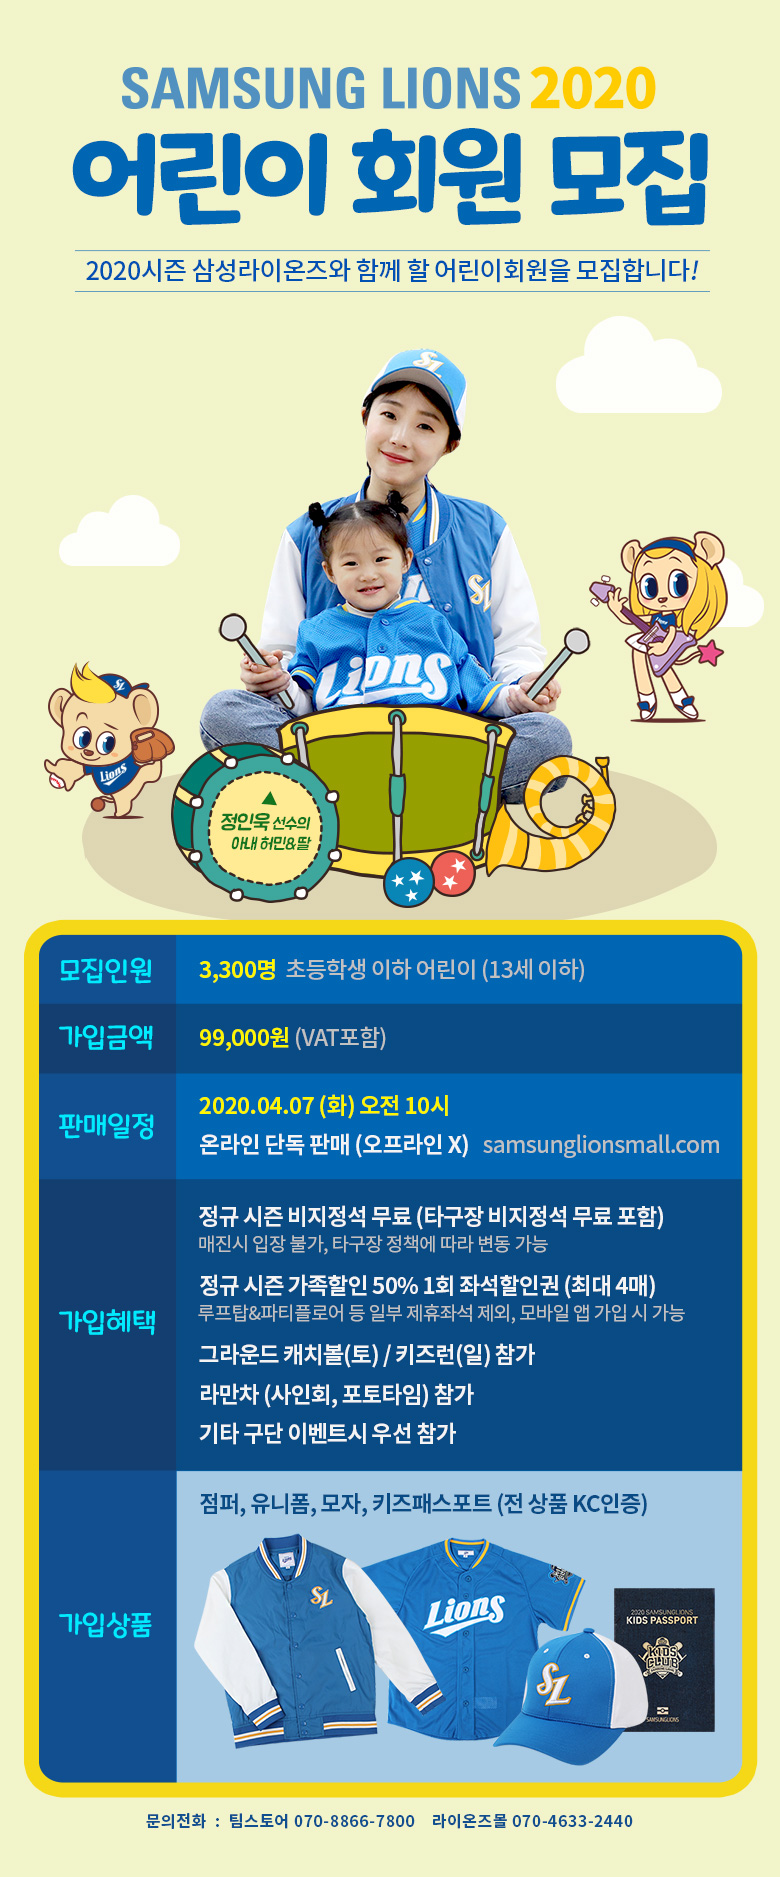 SAMSUNG LIONS 2020
어린이 회원 모집
2020시즌 삼성라이온즈와 함께 할 어린이회원을 모집합니다!
SL
SL
Lions
SL
Lions
▲
정인욱 선수의
아내 허민&딸
모집인원
3,300명 초등학생 이하 어린이 (13세 이하)
가입금액
99,000원 (VAT포함)
판매일정
2020.04.07 (화) 오전 10시
온라인 단독 판매 (오프라인 X) samsunglionsmall.com
가입혜택
정규 시즌 비지정석 무료 (타구장 비지정석 무료 포함)
매진시 입장 불가, 타구장 정책에 따라 변동 가능
정규 시즌 가족할인 50% 1회 좌석할인권 (최대 4매)
루프탑&파티플로어 등 일부 제휴좌석 제외, 모바일 앱 가입 시 가능
그라운드 캐치볼(토) / 키즈런(일) 참가
라만차 (사인회, 포토타임) 참가
기타 구단 이벤트시 우선 참가
가입상품
점퍼, 유니폼, 모자, 키즈패스포트 (전 상품 KC인증)
SL
Lions
SL
2020 SAMSUNGLIONS
KIDS PASSPORT
KIDS
CLUB
SAMSUNGLIONS
문의전화 : 팀스토어 070-8866-7800 라이온즈몰 070-4633-2440